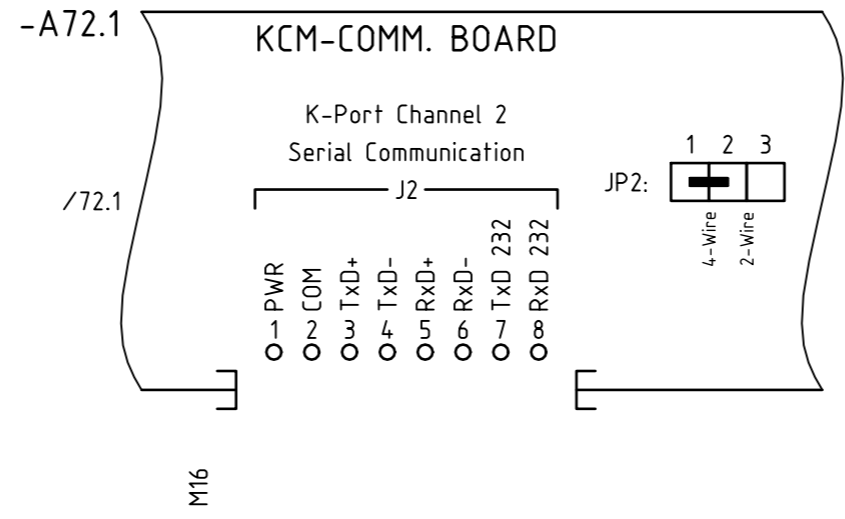 -A72.1
KCM-COMM. BOARD
K-Port Channel 2
Serial Communication
J2
/72.1
JP2:
1 2 3
4-Wire
2-Wire
PWR
COM
TxD+
TxD-
RxD+
RxD-
TxD 232
RxD 232
1 2 3 4 5 6 7 8
M16